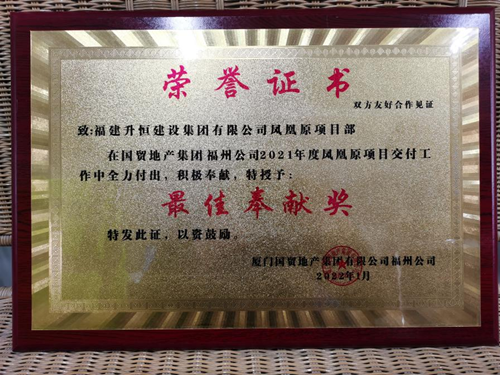 荣誉证书
双方友好合作见证
致:福建升恒建设集团有限公司凤凰原项目部
在国贸地产集团福州公司2021年度凤凰原项目交付工
作中全力付出，积极奉献，特授予：
最佳奉献奖
特发此证，以资鼓励。
厦门国贸地产集团有限公司福州公司
2022年1月